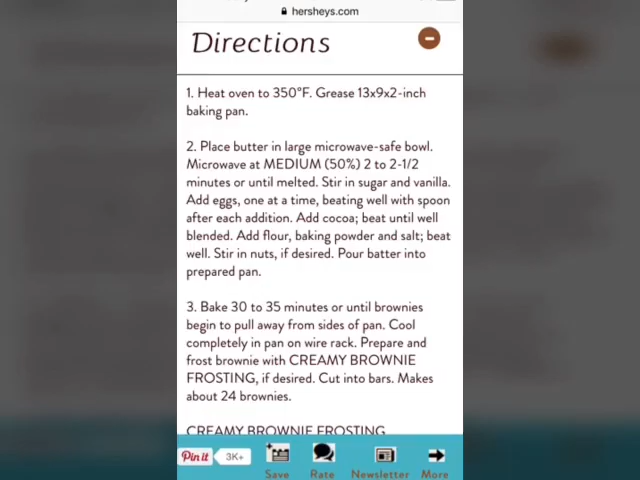 hersheys.com
Directions
1. Heat oven to 350°F. Grease 13x9x2-inch
baking pan.
2. Place butter in large microwave-safe bowl.
Microwave at MEDIUM (50%) 2 to 2-1/2
minutes or until melted. Stir in sugar and vanilla.
Add eggs, one at a time, beating well with spoon
after each addition. Add cocoa; beat until well
blended. Add flour, baking powder and salt; beat
well. Stir in nuts, if desired. Pour batter into
prepared pan.
3. Bake 30 to 35 minutes or until brownies
begin to pull away from sides of pan. Cool
completely in pan on wire rack. Prepare and
frost brownie with CREAMY BROWNIE
FROSTING, if desired. Cut into bars. Makes
about 24 brownies.
CREAMY BROWNIE FROSTING
Pin it 3K+ Save Rate Newsletter More